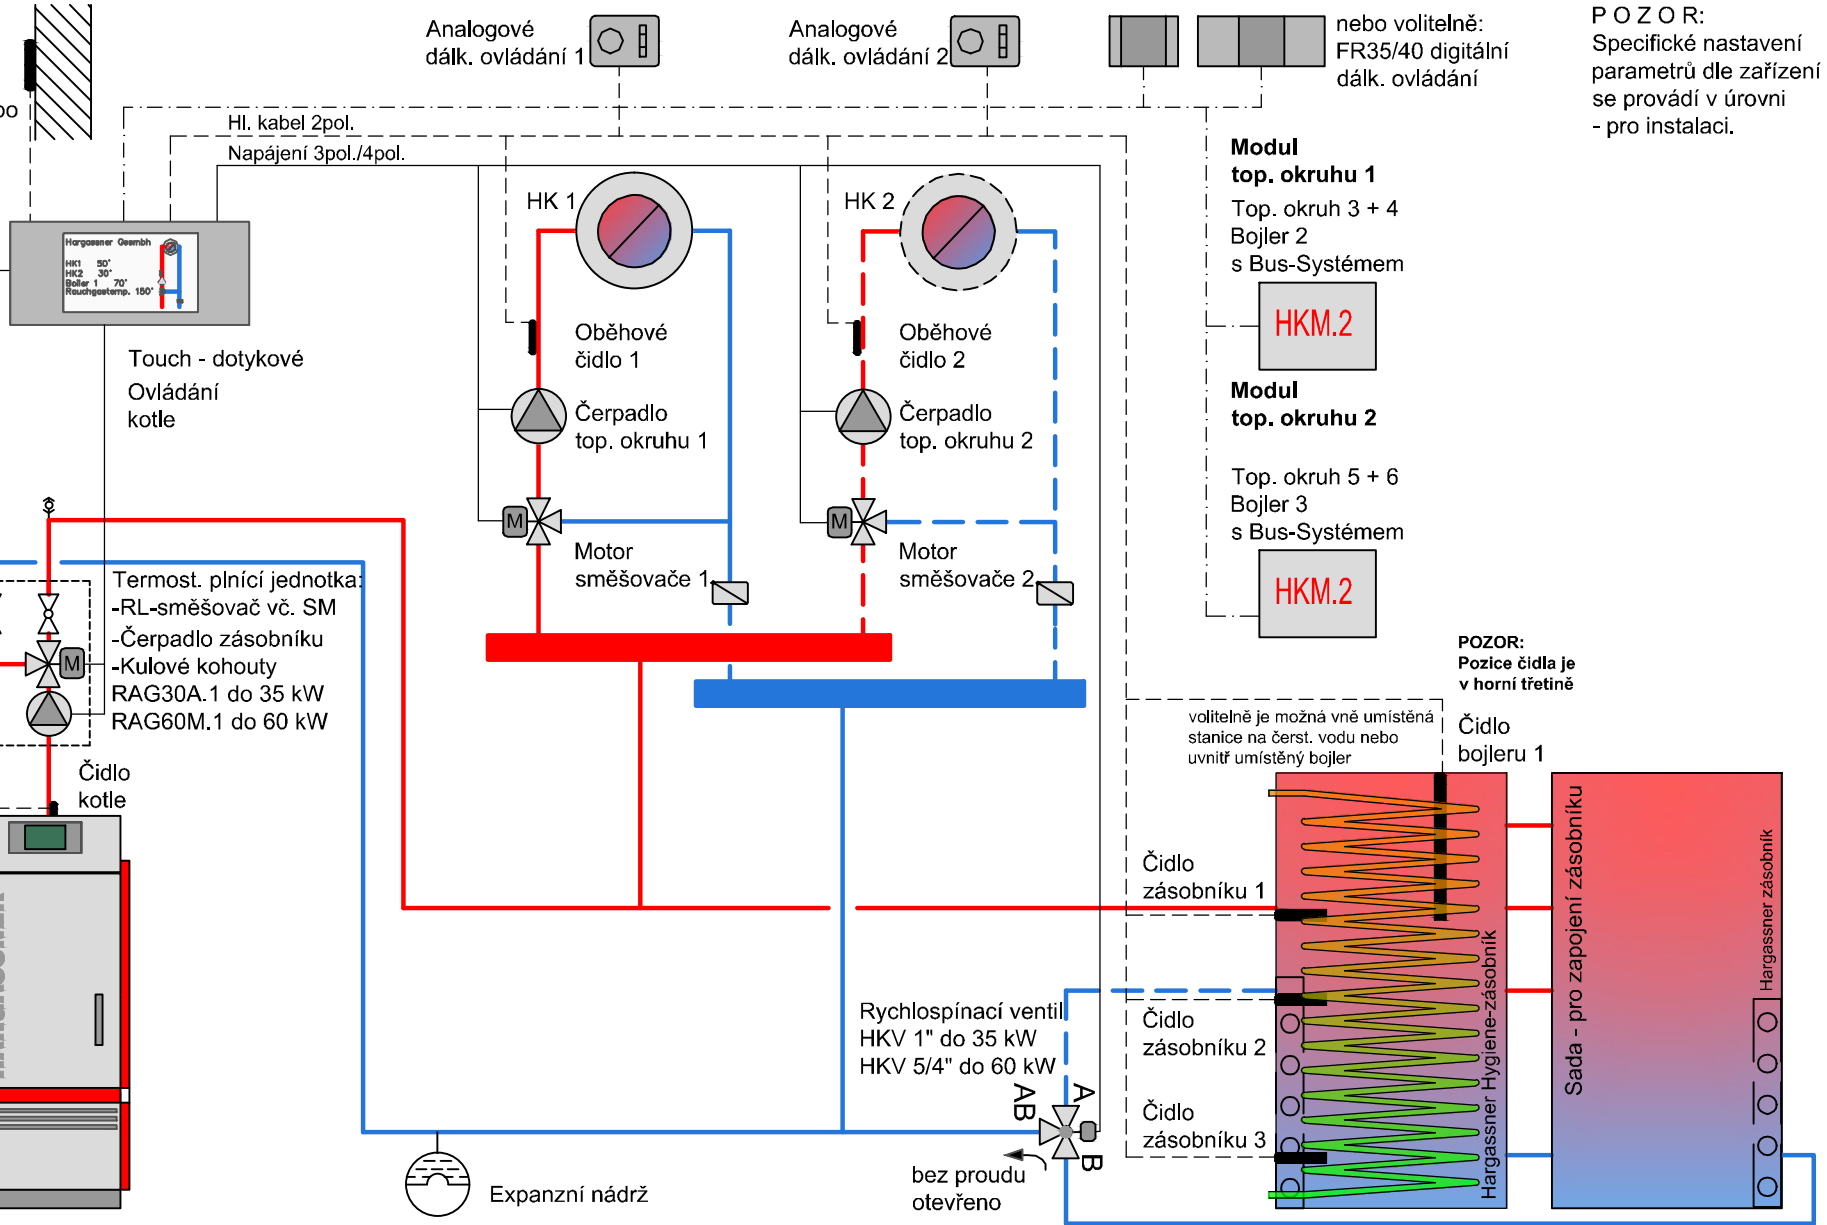 Analogové
dálk. ovládání 1
Analogové
dálk. ovládání 2
nebo volitelně:
FR35/40 digitální
dálk. ovládání
P O Z O R:
Specifické nastavení
parametrů dle zařízení
se provádí v úrovni
- pro instalaci.
Hl. kabel 2pol.
Napájení 3pol./4pol.
HK 1
HK 2
Modul
top. okruhu 1
Top. okruh 3 + 4
Bojler 2
s Bus-Systémem
HKM.2
Modul
top. okruhu 2
Top. okruh 5 + 6
Bojler 3
s Bus-Systémem
HKM.2
Hargassner Gesmbh
HK1 50°
HK2 30°
Boiler 1 70°
Rauchgastemp. 150°
Touch - dotykové
Ovládání
kotle
Oběhové
čidlo 1
Oběhové
čidlo 2
Čerpadlo
top. okruhu 1
Čerpadlo
top. okruhu 2
M
M
Motor
směšovače 1
Motor
směšovače 2
Termost. plnící jednotka:
-RL-směšovač vč. SM
-Čerpadlo zásobníku
-Kulové kohouty
RAG30A.1 do 35 kW
RAG60M.1 do 60 kW
M
Čidlo
kotle
POZOR:
Pozice čidla je
v horní třetině
volitelně je možná vně umístěná
stanice na čerst. vodu nebo
uvnitř umístěný bojler
Čidlo
bojleru 1
Čidlo
zásobníku 1
Čidlo
zásobníku 2
Čidlo
zásobníku 3
Hargassner Hygiene-zásobník
Sada - pro zapojení zásobníku
Hargassner zásobník
Rychlospínací ventil
HKV 1" do 35 kW
HKV 5/4" do 60 kW
A
AB
B
bez proudu
otevřeno
Expanzní nádrž